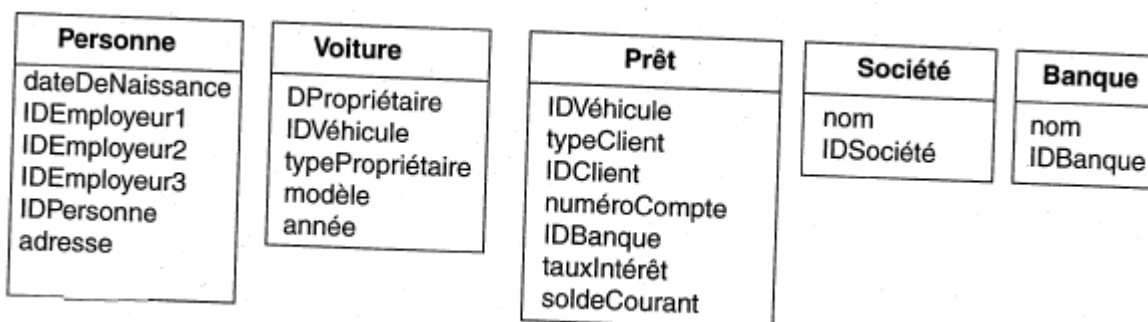 Personne
dateDeNaissance
IDEmployeur1
IDEmployeur2
IDEmployeur3
IDPersonne
adresse
Voiture
DPropriétaire
IDVéhicule
typePropriétaire
modèle
année
Prêt
IDVéhicule
typeClient
IDClient
numéroCompte
IDBanque
tauxIntérêt
soldeCourant
Société
nom
IDSociété
Banque
nom
IDBanque